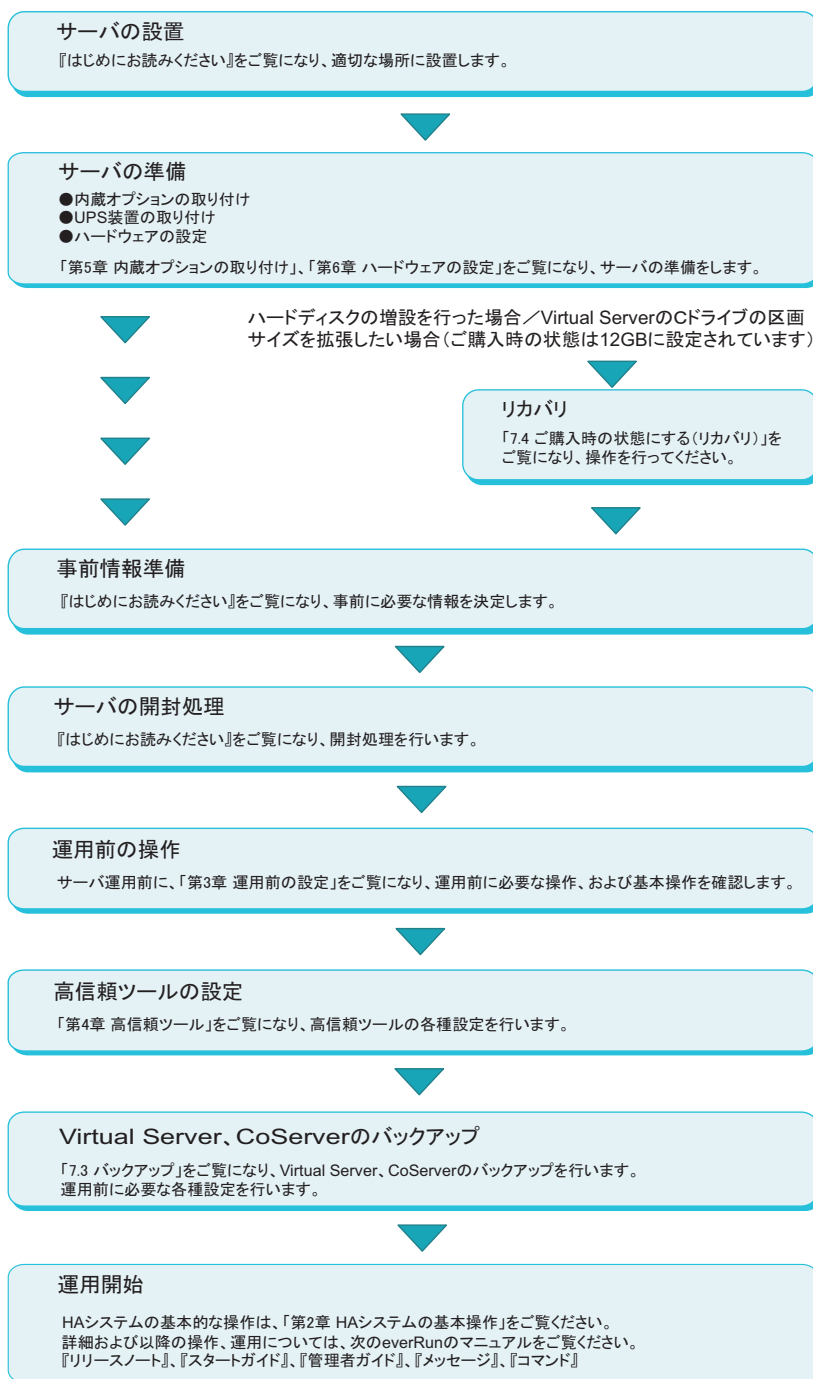 サーバの設置
『はじめにお読みください』をご覧になり、適切な場所に設置します。
サーバの準備
●内蔵オプションの取り付け
●UPS装置の取り付け
●ハードウェアの設定
「第5章 内蔵オプションの取り付け」、「第6章 ハードウェアの設定」をご覧になり、サーバの準備をします。
ハードディスクの増設を行った場合／Virtual ServerのCドライブの区画
サイズを拡張したい場合（ご購入時の状態は12GBに設定されています）
リカバリ
「7.4 ご購入時の状態にする（リカバリ）」を
ご覧になり、操作を行ってください。
事前情報準備
『はじめにお読みください』をご覧になり、事前に必要な情報を決定します。
サーバの開封処理
『はじめにお読みください』をご覧になり、開封処理を行います。
運用前の操作
サーバ運用前に、「第3章 運用前の設定」をご覧になり、運用前に必要な操作、および基本操作を確認します。
高信頼ツールの設定
「第4章 高信頼ツール」をご覧になり、高信頼ツールの各種設定を行います。
Virtual Server、CoServerのバックアップ
「7.3 バックアップ」をご覧になり、Virtual Server、CoServerのバックアップを行います。
運用前に必要な各種設定を行います。
運用開始
HAシステムの基本的な操作は、「第2章 HAシステムの基本操作」をご覧ください。
詳細および以降の操作、運用については、次のeverRunのマニュアルをご覧ください。
『リリースノート』、『スタートガイド』、『管理者ガイド』、『メッセージ』、『コマンド』